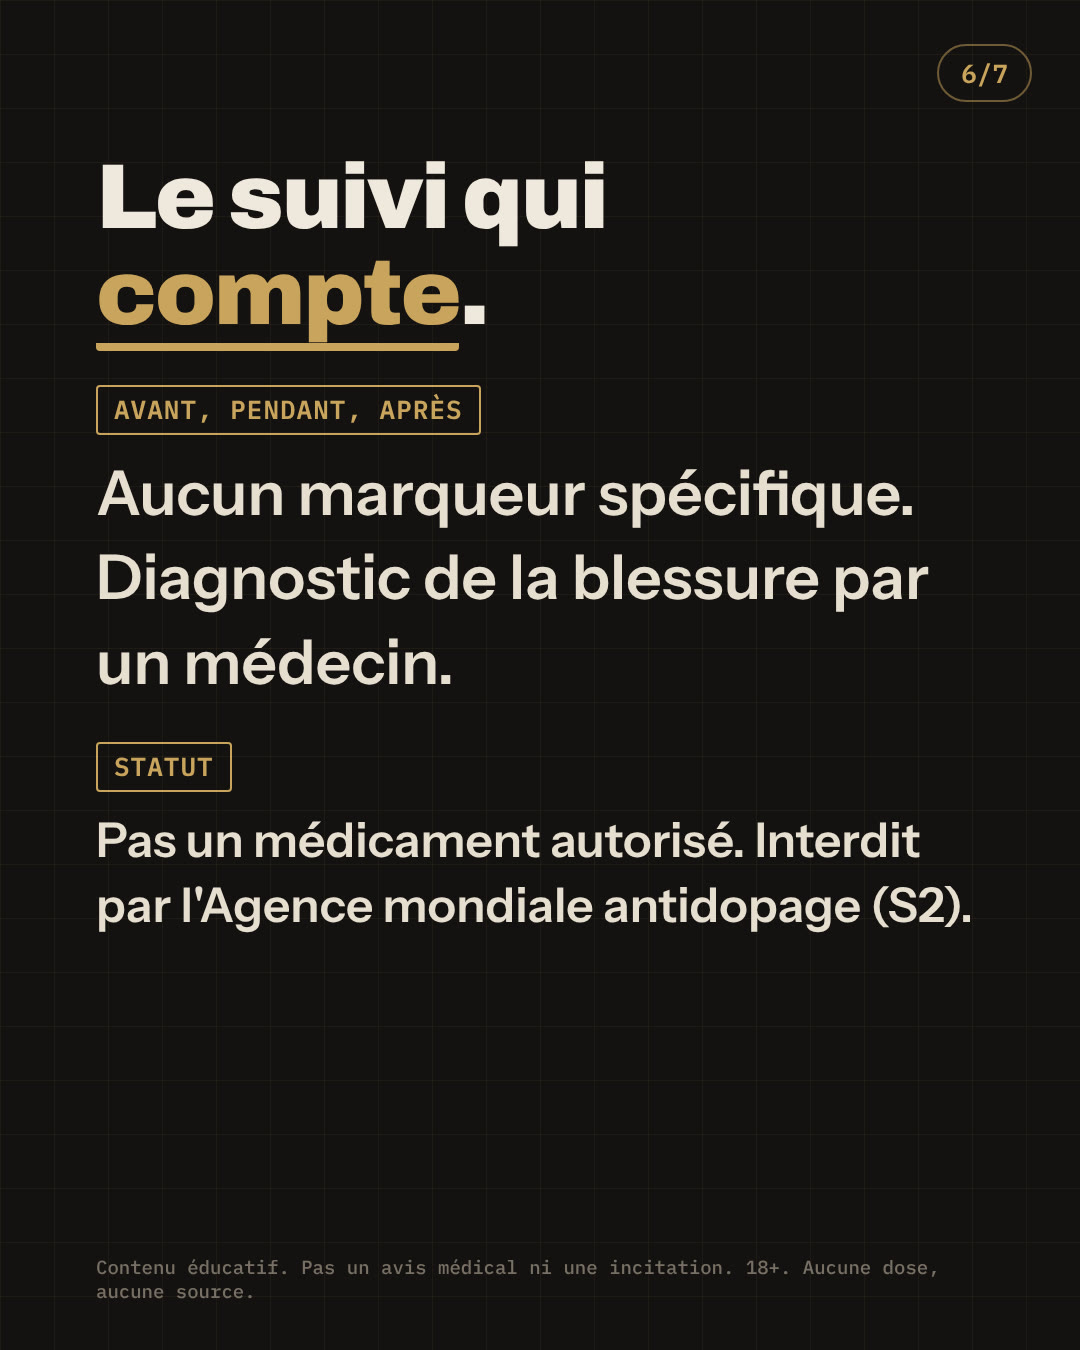 6/7
Le suivi qui
compte.
AVANT, PENDANT, APRÈS
Aucun marqueur spécifique.
Diagnostic de la blessure par
un médecin.
STATUT
Pas un médicament autorisé. Interdit
par l'Agence mondiale antidopage (S2).
Contenu éducatif. Pas un avis médical ni une incitation. 18+. Aucune dose,
aucune source.